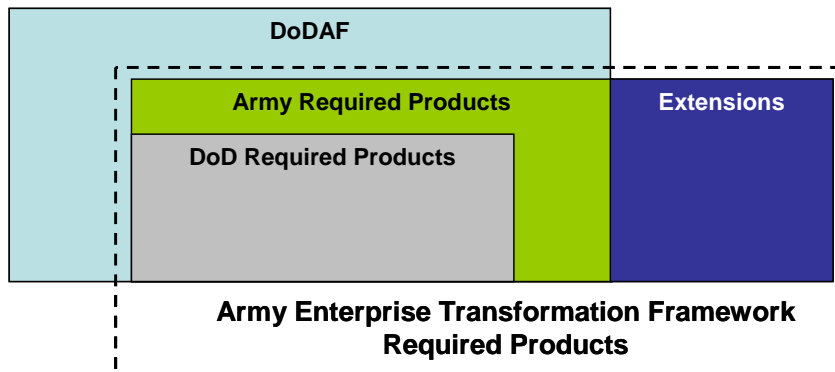 DoDAF
Army Required Products
Extensions
DoD Required Products
Army Enterprise Transformation Framework
Required Products